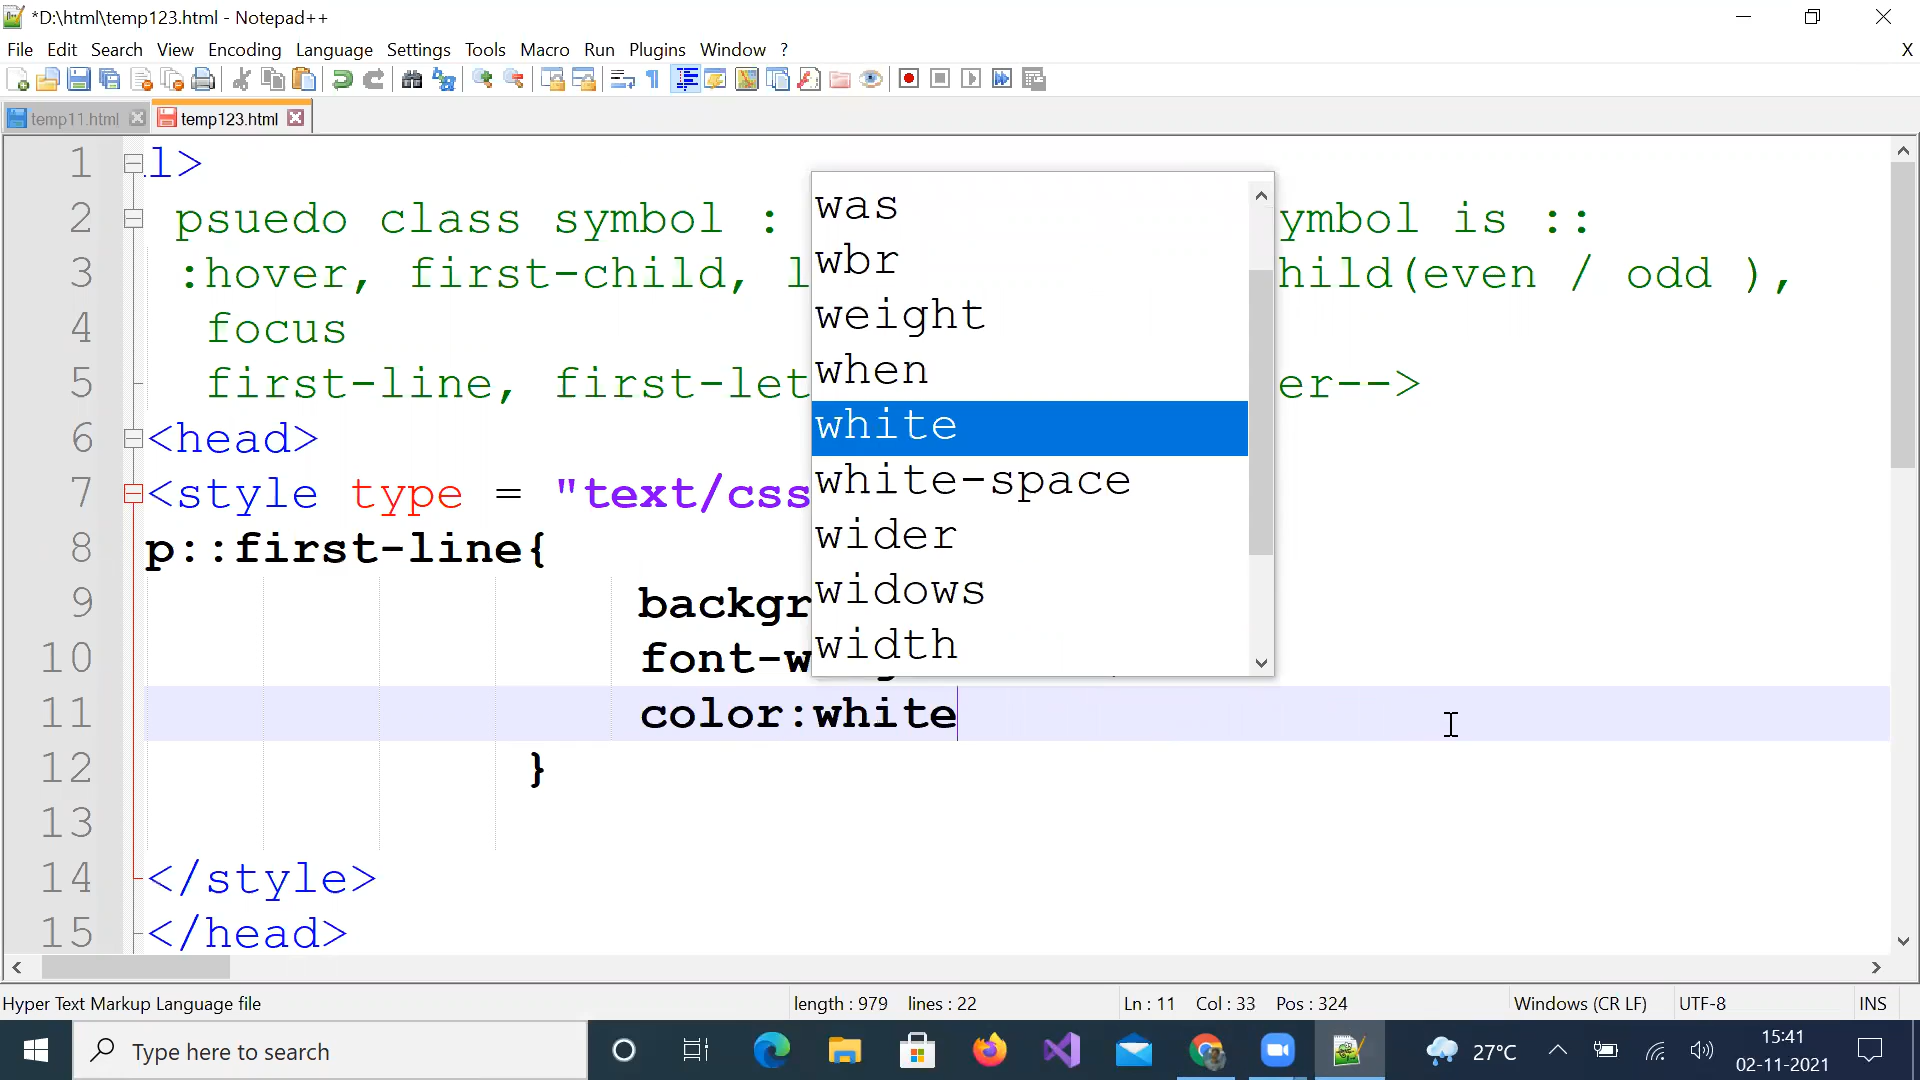 *D:\html\temp123.html - Notepad++
File Edit Search View Encoding Language Settings Tools Macro Run Plugins Window ? X
temp11.html temp123.html
1 l>
2 psuedo class symbol : ymbol is ::
3 :hover, first-child, l hild(even / odd ),
4 focus
5 first-line, first-let er-->
6 <head>
7 <style type = "text/css
8 p::first-line{
9 backgr
10 font-w
11 color:white
12 }
13
14 </style>
15 </head>
was
wbr
weight
when
white
white-space
wider
widows
width
Hyper Text Markup Language file length : 979 lines : 22 Ln : 11 Col : 33 Pos : 324 Windows (CR LF) UTF-8 INS
Type here to search 27°C 15:41
02-11-2021